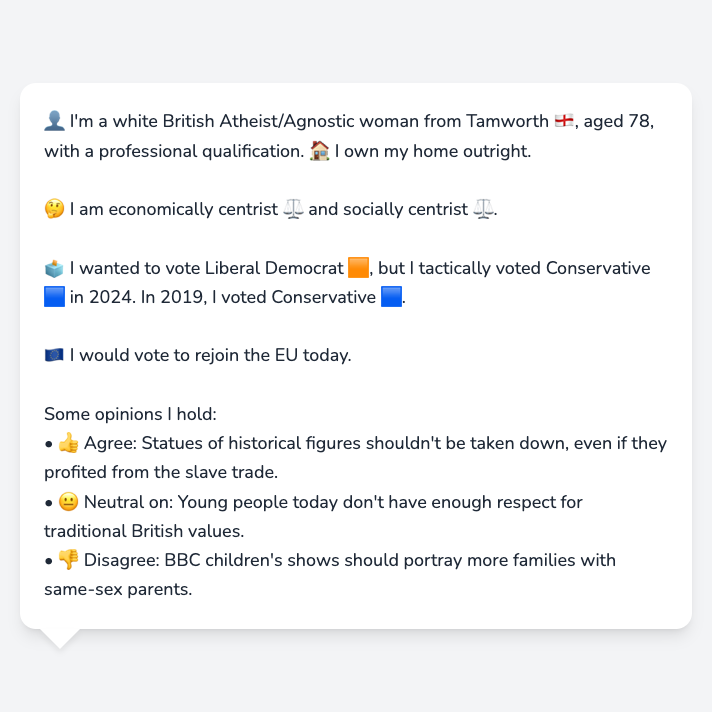 👤 I'm a white British Atheist/Agnostic woman from Tamworth 🏴󠁧󠁢󠁥󠁮󠁧󠁿, aged 78,
with a professional qualification. 🏠 I own my home outright.
🤔 I am economically centrist ⚖️ and socially centrist ⚖️.
🗳️ I wanted to vote Liberal Democrat 🟧, but I tactically voted Conservative
🟦 in 2024. In 2019, I voted Conservative 🟦.
🇪🇺 I would vote to rejoin the EU today.
Some opinions I hold:
• 👍 Agree: Statues of historical figures shouldn't be taken down, even if they
profited from the slave trade.
• 😐 Neutral on: Young people today don't have enough respect for
traditional British values.
• 👎 Disagree: BBC children's shows should portray more families with
same-sex parents.